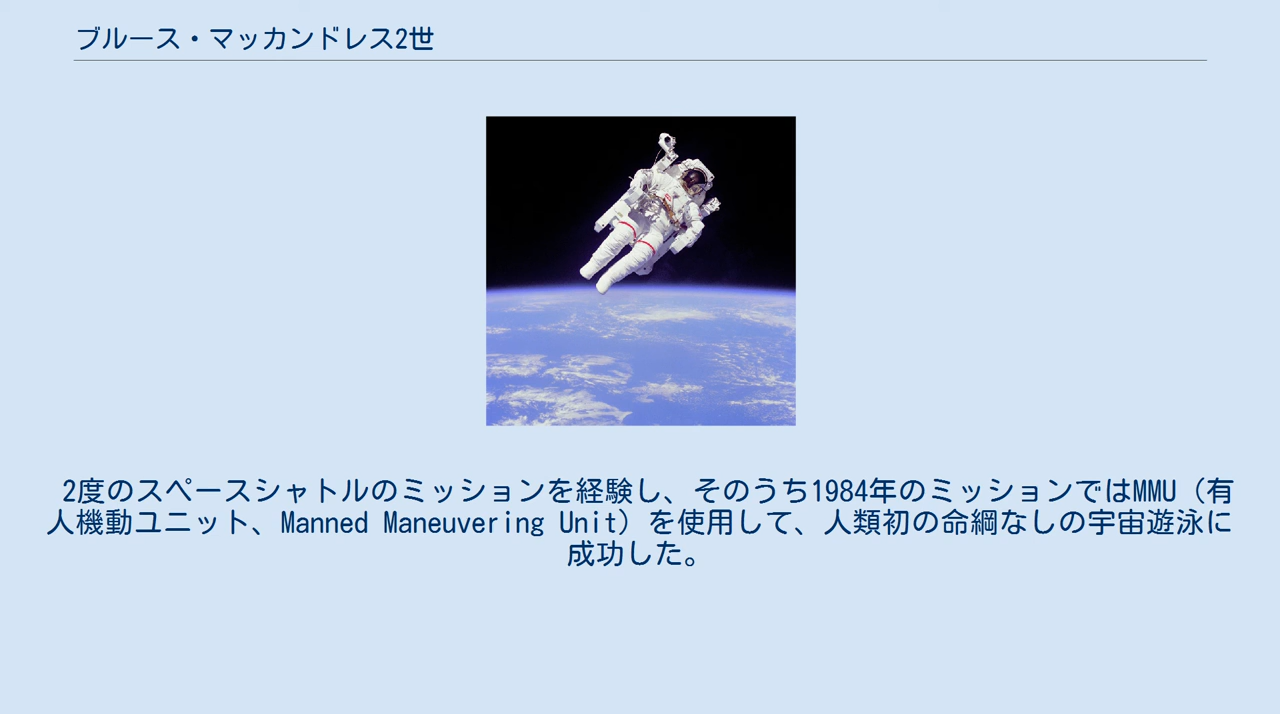 ブルース・マッカンドレス2世
2度のスペースシャトルのミッションを経験し、そのうち1984年のミッションではMMU（有
人機動ユニット、Manned Maneuvering Unit）を使用して、人類初の命綱なしの宇宙遊泳に
成功した。